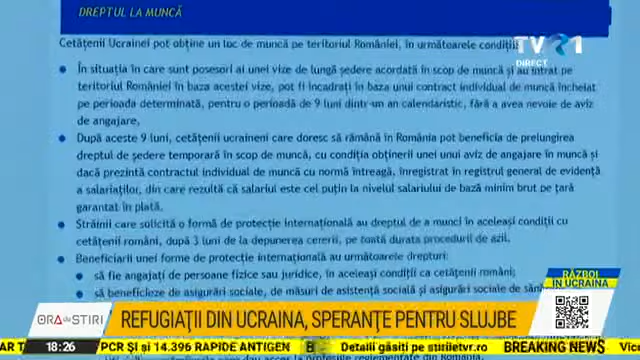 DREPTUL LA MUNCĂ
Cetățenii Ucrainei pot obține un loc de muncă pe teritoriul României, în următoarele condiții:
TVR 1
DIRECT
În situația în care sunt posesori ai unei vize de lungă ședere acordată în scop de muncă și au intrat pe
teritoriul României în baza acestei vize, pot fi încadrați în baza unui contract individual de muncă încheiat
pe perioada determinată, pentru o perioadă de 9 luni dintr-un an calendaristic, fără a avea nevoie de aviz
de angajare,
După aceste 9 luni, cetățenii ucraineni care doresc să rămână în România pot beneficia de prelungirea
dreptul de ședere temporară în scop de muncă, cu condiția obținerii unei unui aviz de angajare în muncă și
dacă prezintă contractul individual de muncă cu normă întreagă, înregistrat în registrul general de evidență
a salariaților, din care rezultă că salariul este cel puțin la nivelul salariului de bază minim brut pe țară
garantat în plată.
Străinii care solicită o formă de protecție internațională au dreptul de a munci în aceleași condiții cu
cetățenii români, după 3 luni de la depunerea cererii, pe toată durata procedurii de azil.
Beneficiarii unei forme de protecție internațională au următoarele drepturi:
să fie angajați de persoane fizice sau juridice, în aceleași condiții ca cetățenii români;
să beneficieze de asigurări sociale, de măsuri de asistență socială și asigurări sociale de
RĂZBOI
ÎN UCRAINA
ORA de ȘTIRI
REFUGIAȚII DIN UCRAINA, SPERANȚE PENTRU SLUJBE
18:26
PCR ȘI 14.396 RAPIDE ANTIGEN
Detalii găsiți pe stiriletvr.ro
BREAKING NEWS